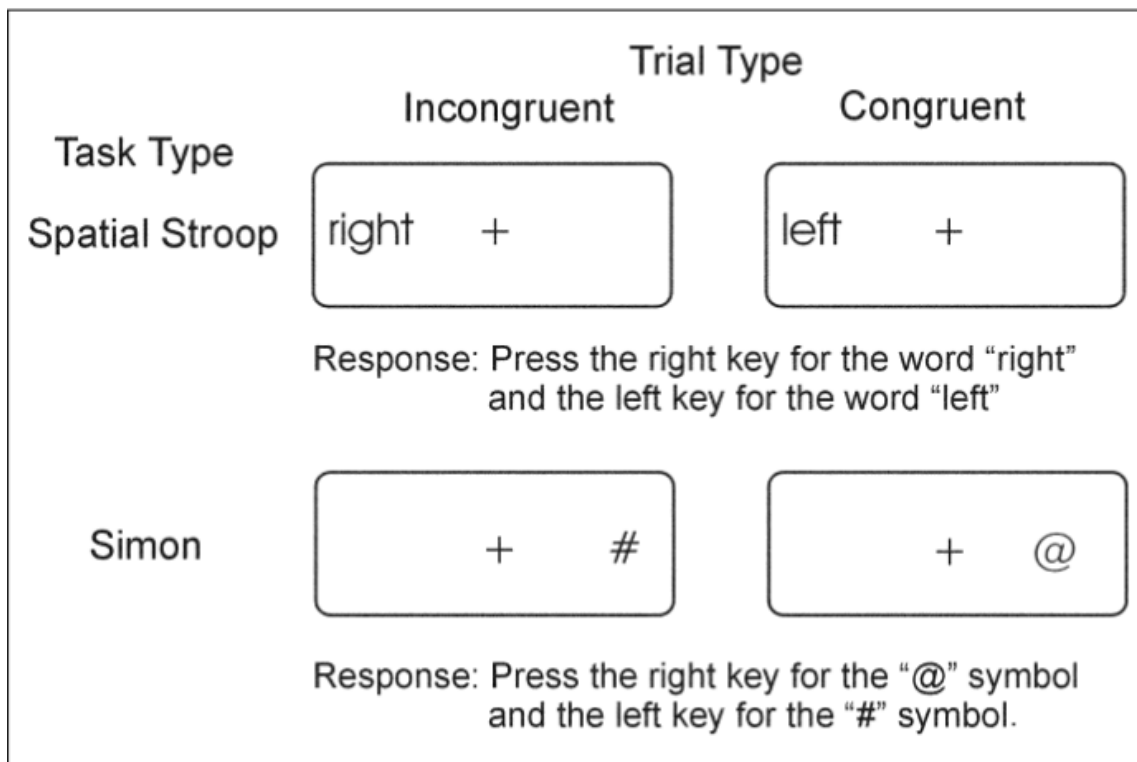 Trial Type
Incongruent Congruent
Task Type
Spatial Stroop right + left +
Response: Press the right key for the word “right”
and the left key for the word “left”
Simon + # + @
Response: Press the right key for the “@” symbol
and the left key for the “#” symbol.